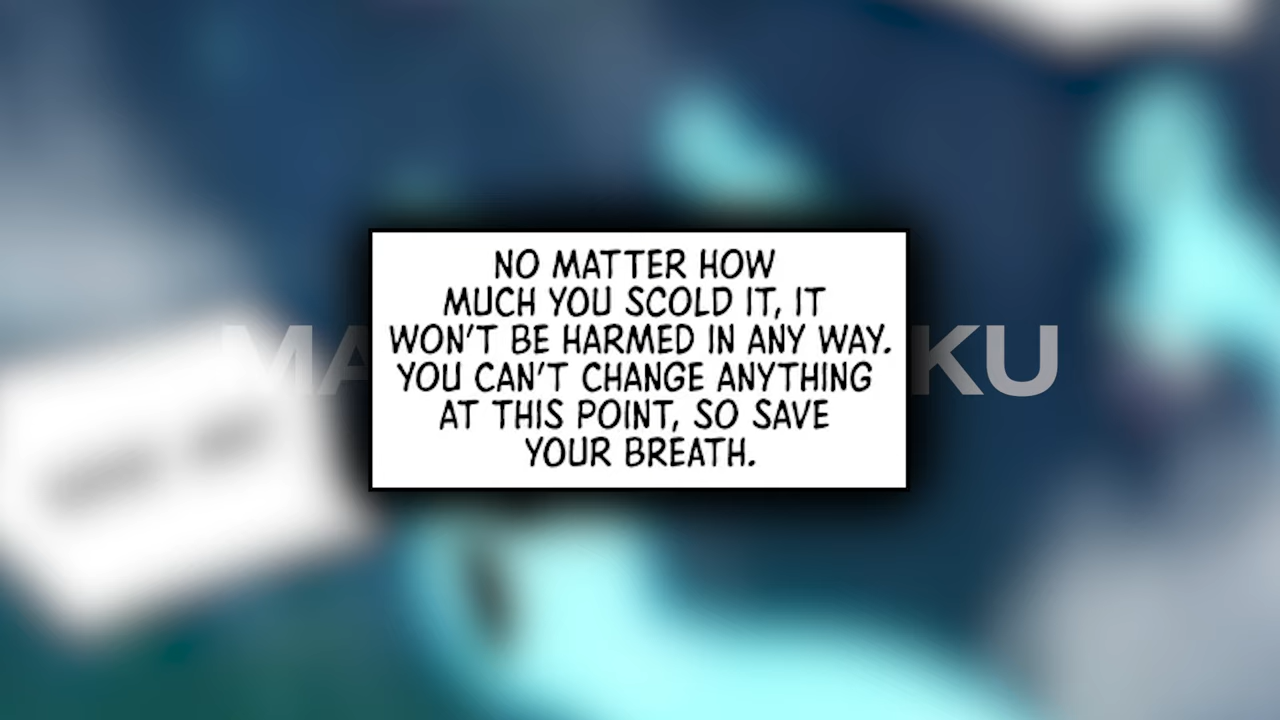 NO MATTER HOW
MUCH YOU SCOLD IT, IT
WON'T BE HARMED IN ANY WAY.
YOU CAN'T CHANGE ANYTHING
AT THIS POINT, SO SAVE
YOUR BREATH.